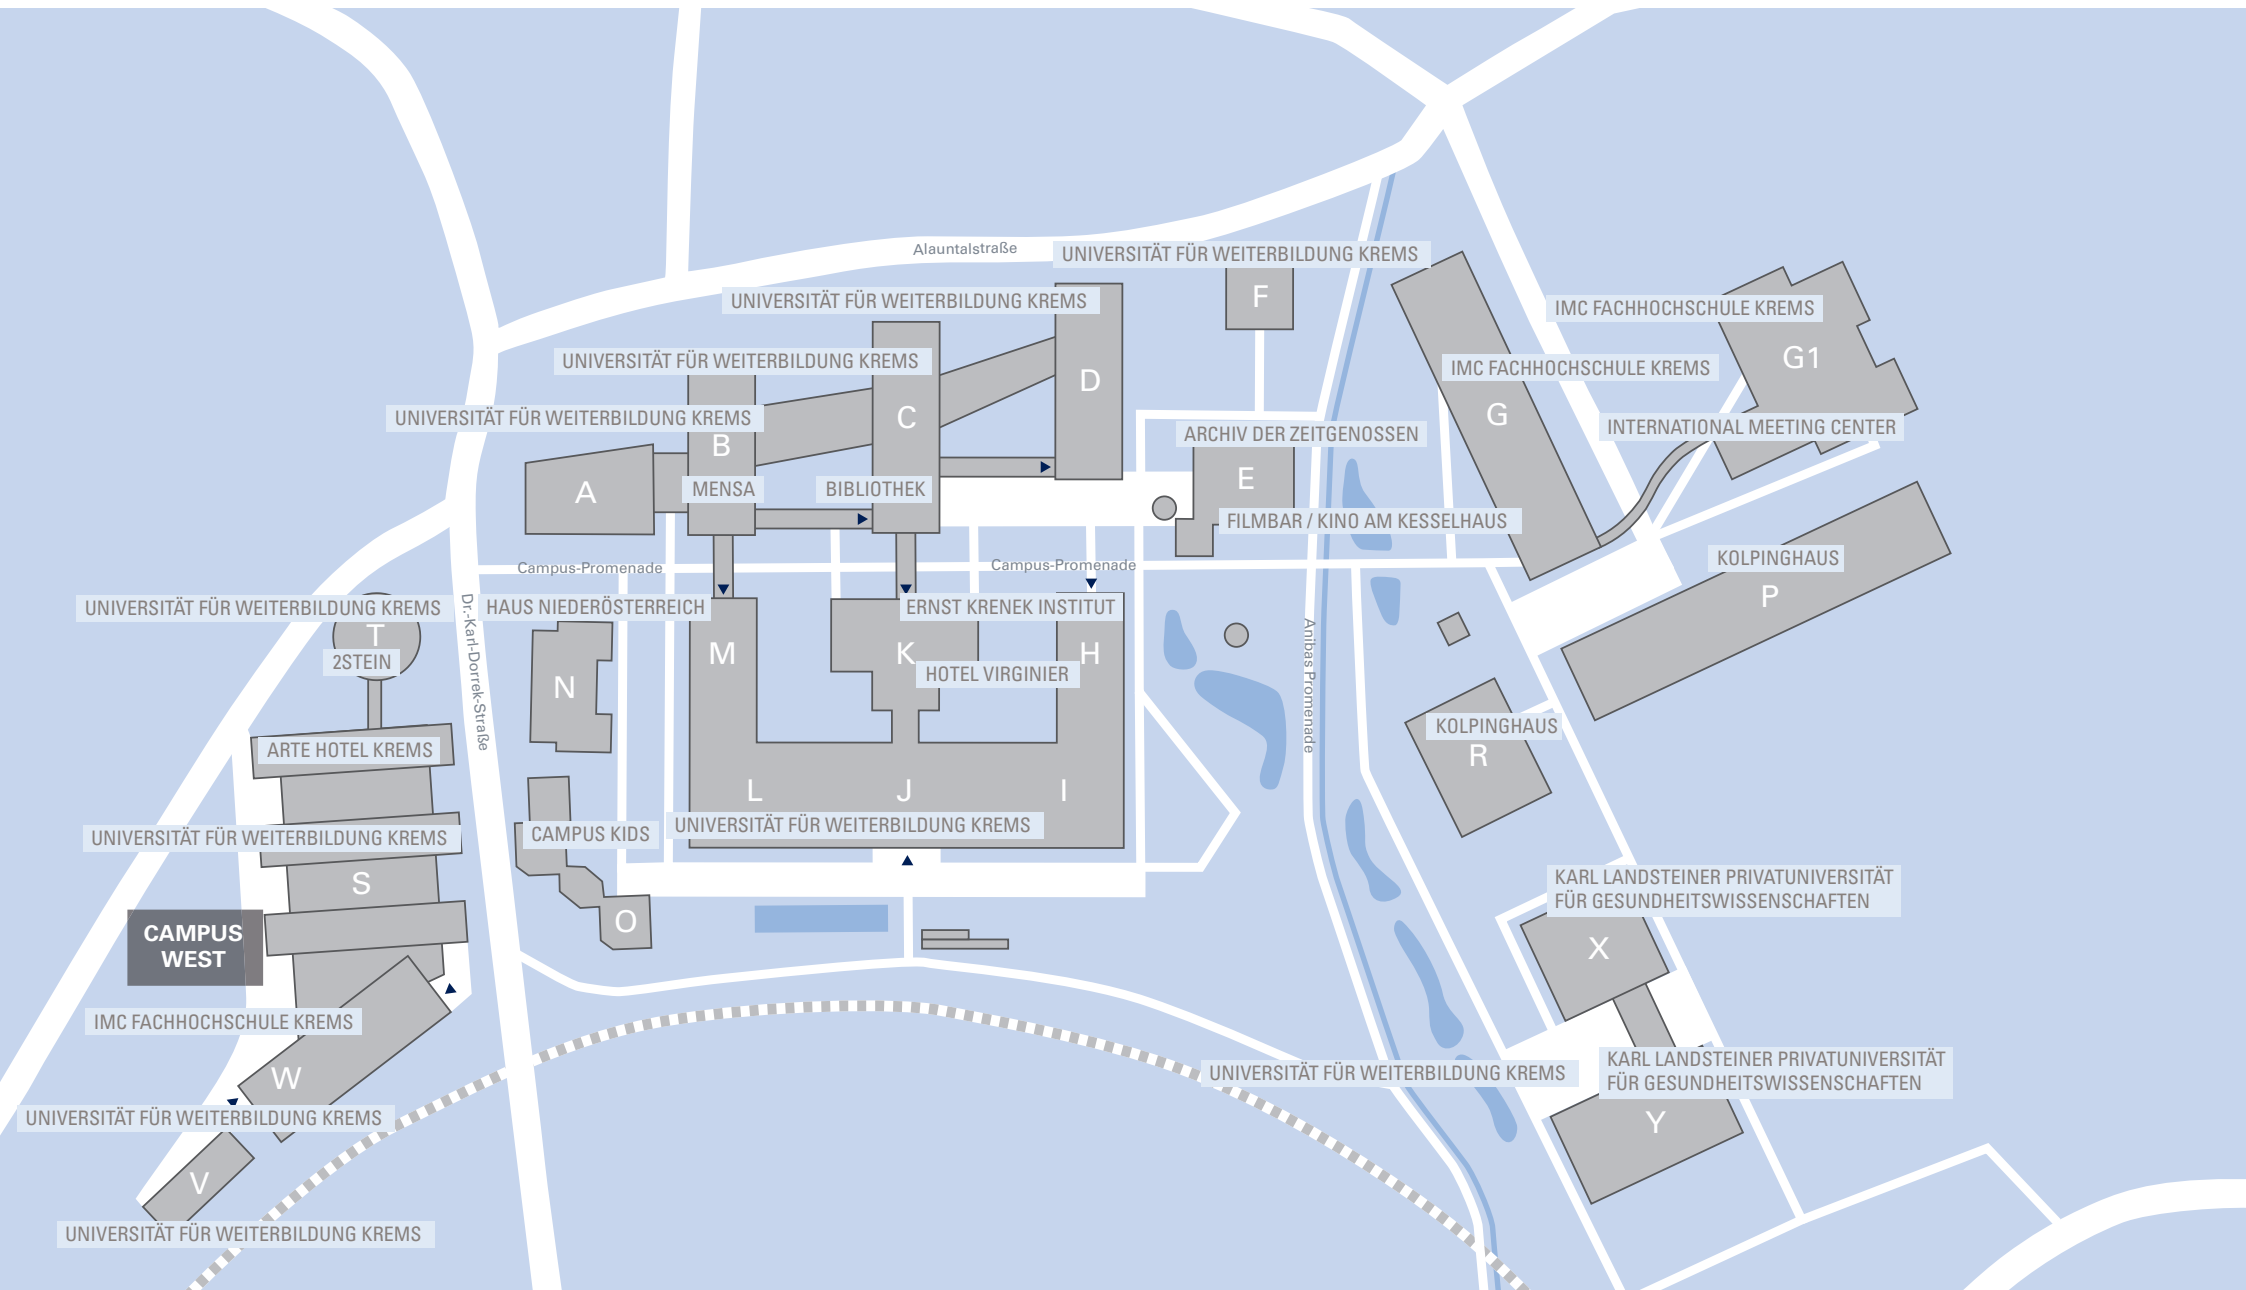 Alauntalstraße
UNIVERSITÄT FÜR WEITERBILDUNG KREMS
UNIVERSITÄT FÜR WEITERBILDUNG KREMS
F
IMC FACHHOCHSCHULE KREMS
UNIVERSITÄT FÜR WEITERBILDUNG KREMS
IMC FACHHOCHSCHULE KREMS
G1
D
UNIVERSITÄT FÜR WEITERBILDUNG KREMS
C
G
B
ARCHIV DER ZEITGENOSSEN
INTERNATIONAL MEETING CENTER
A
MENSA
BIBLIOTHEK
E
FILMBAR / KINO AM KESSELHAUS
Campus-Promenade
Campus-Promenade
KOLPINGHAUS
P
UNIVERSITÄT FÜR WEITERBILDUNG KREMS
HAUS NIEDERÖSTERREICH
ERNST KRENEK INSTITUT
T
2STEIN
Dr.-Karl-Dorrek-Straße
M
K
H
HOTEL VIRGINIER
Anibas Promenade
N
KOLPINGHAUS
R
ARTE HOTEL KREMS
L
J
I
UNIVERSITÄT FÜR WEITERBILDUNG KREMS
CAMPUS KIDS
UNIVERSITÄT FÜR WEITERBILDUNG KREMS
S
O
KARL LANDSTEINER PRIVATUNIVERSITÄT
FÜR GESUNDHEITSWISSENSCHAFTEN
X
CAMPUS
WEST
IMC FACHHOCHSCHULE KREMS
W
UNIVERSITÄT FÜR WEITERBILDUNG KREMS
KARL LANDSTEINER PRIVATUNIVERSITÄT
FÜR GESUNDHEITSWISSENSCHAFTEN
Y
UNIVERSITÄT FÜR WEITERBILDUNG KREMS
V
UNIVERSITÄT FÜR WEITERBILDUNG KREMS